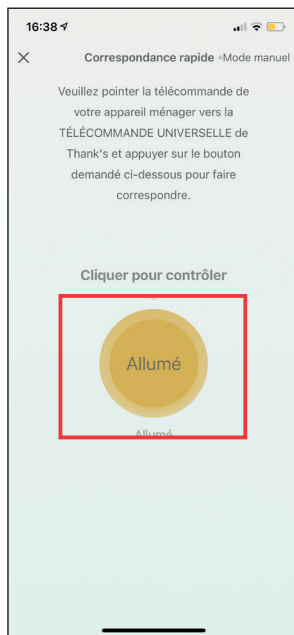 16:38
Correspondance rapide Mode manuel
Veuillez pointer la télécommande de
votre appareil ménager vers la
TÉLÉCOMMANDE UNIVERSELLE de
Thank's et appuyer sur le bouton
demandé ci-dessous pour faire
correspondre.
Cliquer pour contrôler
Allumé
Allumé